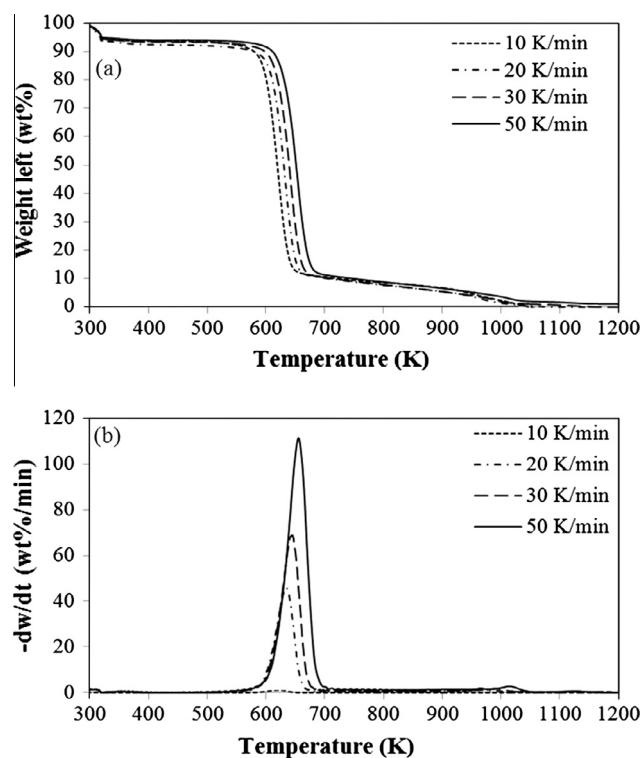 100
90
80
70
60
50
40
30
20
10
0
Weight left (wt%)
(a)
10 K/min
20 K/min
30 K/min
50 K/min
300 400 500 600 700 800 900 1000 1100 1200
Temperature (K)
120
100
80
60
40
20
0
-dw/dt (wt%/min)
(b)
10 K/min
20 K/min
30 K/min
50 K/min
300 400 500 600 700 800 900 1000 1100 1200
Temperature (K)